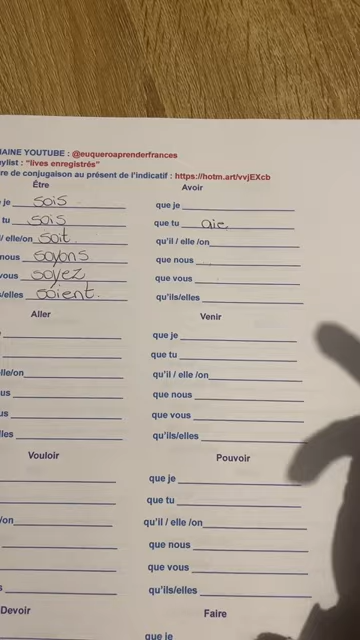 AINE YOUTUBE : @euqueroaprenderfrances
ylist : "lives enregistrés"
re de conjugaison au présent de l'indicatif : https://hotm.art/vvjEXcb
Être
je sois
tu sois
/ elle/on soit
nous soyons
vous soyez
/elles soient.
Avoir
que je
que tu aie
qu'il / elle /on
que nous
que vous
qu'ils/elles
Aller
lle/on
us
us
lles
Venir
que je
que tu
qu'il / elle /on
que nous
que vous
qu'ils/elles
Vouloir
/on
s
Pouvoir
que je
que tu
qu'il / elle /on
que nous
que vous
qu'ils/elles
Devoir
Faire
que je